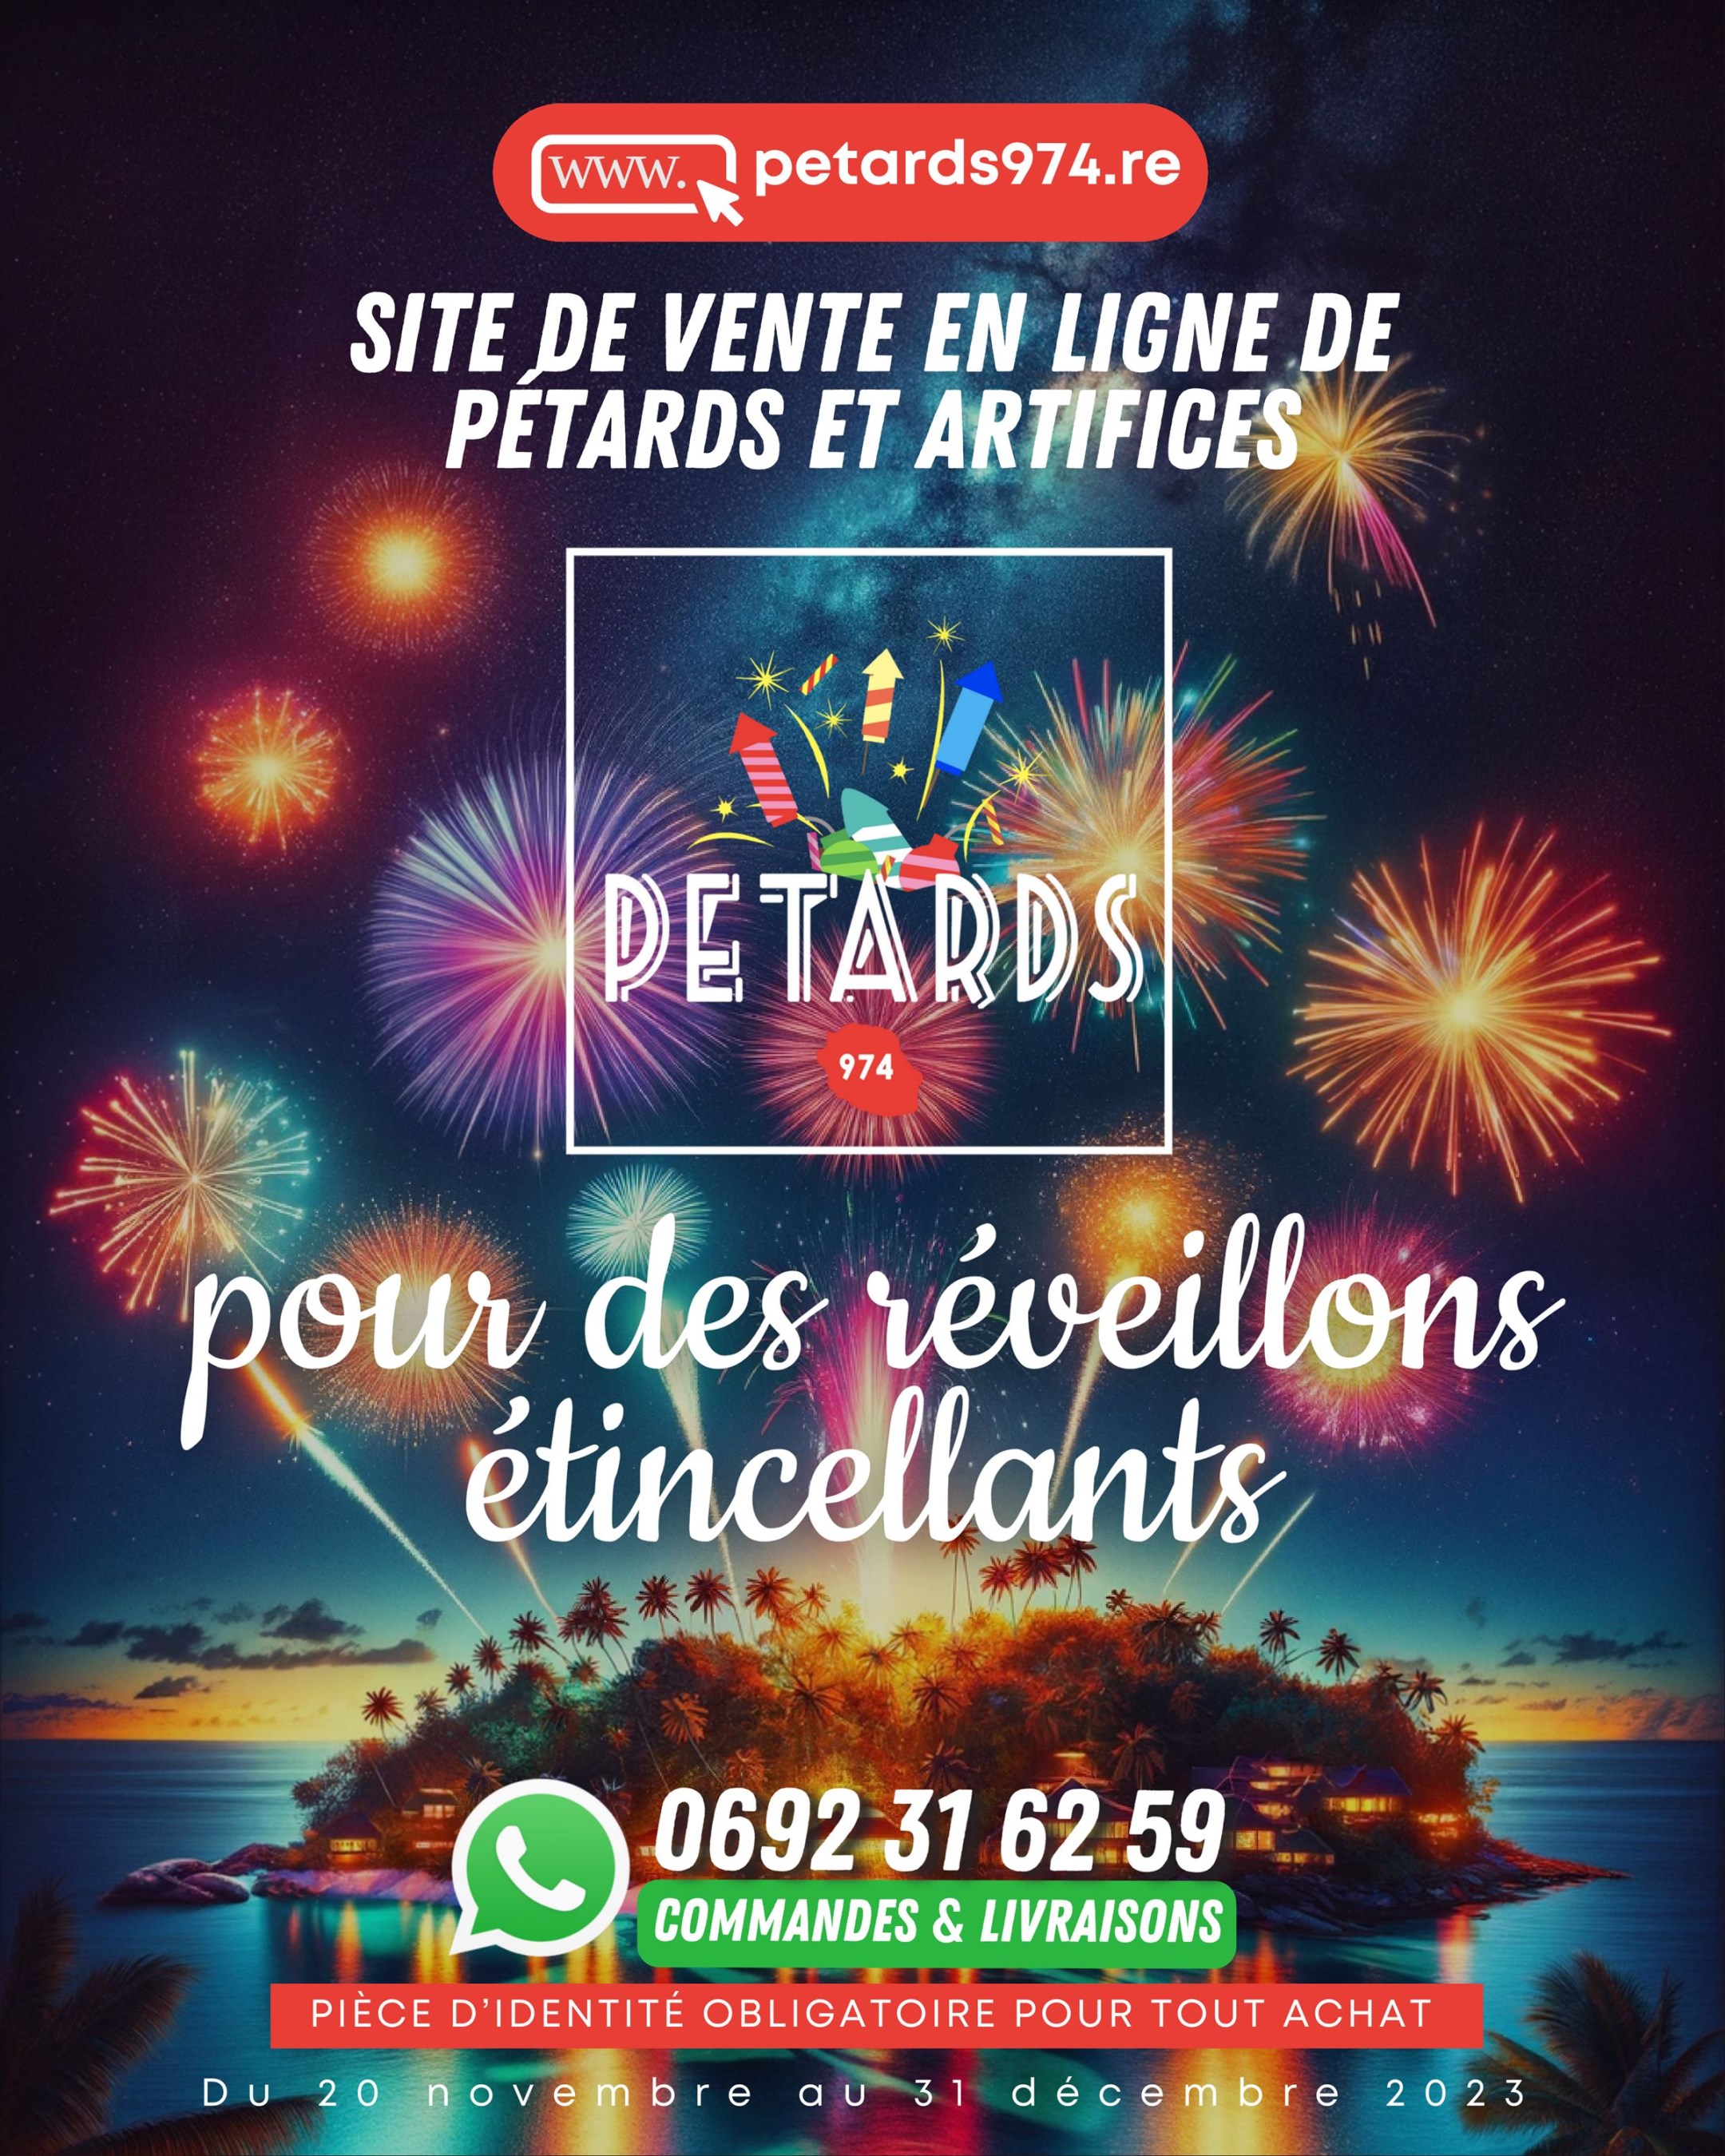 www. petards974.re
SITE DE VENTE EN LIGNE DE
PÉTARDS ET ARTIFICES
PETARDS
974
pour des réveillons
étincellants
0692 31 62 59
COMMANDES & LIVRAISONS
PIÈCE D'IDENTITÉ OBLIGATOIRE POUR TOUT ACHAT
Du 20 novembre au 31 décembre 2023